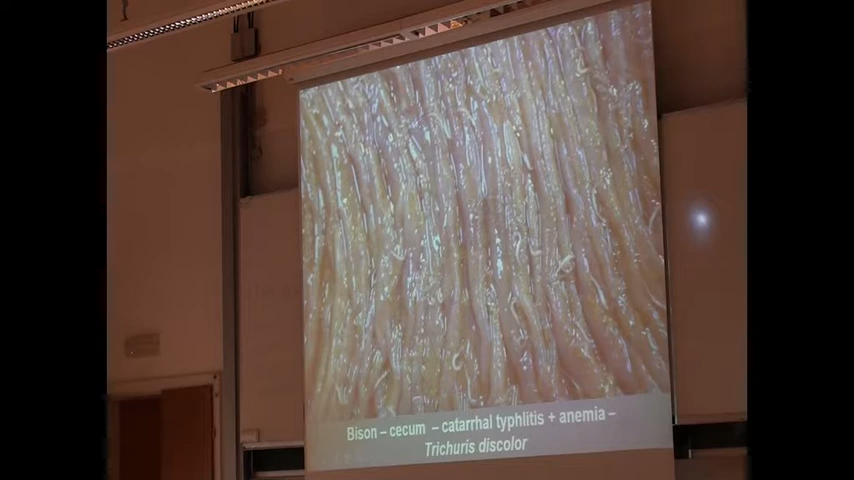 Bison – cecum – catarrhal typhlitis + anemia –
Trichuris discolor